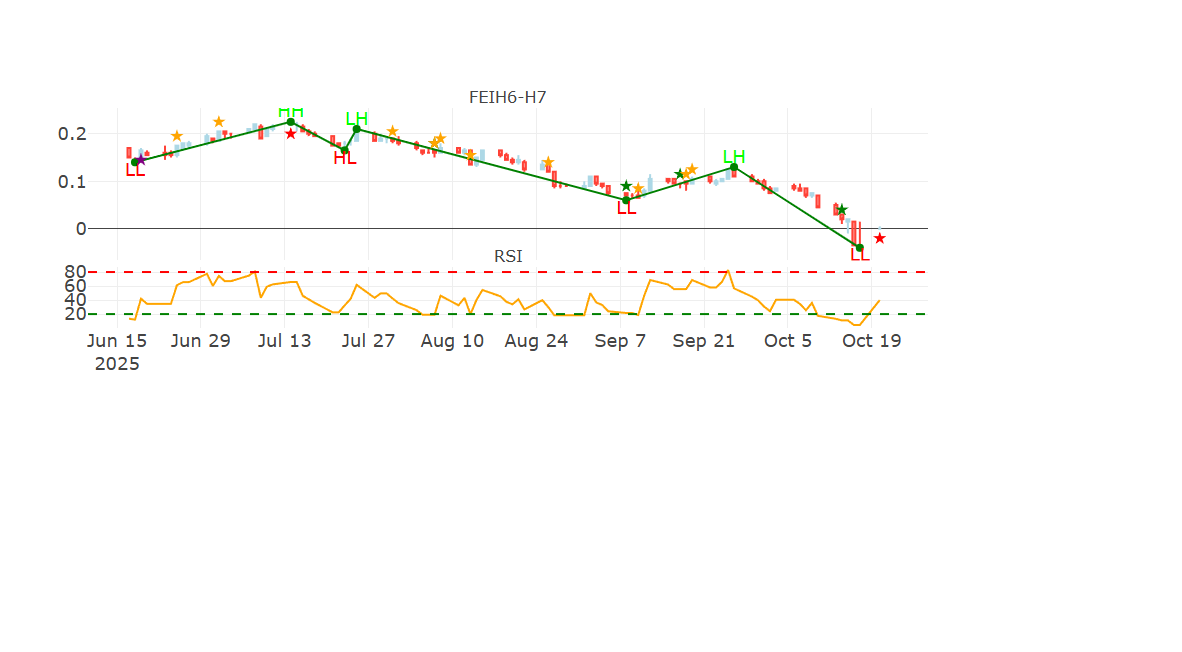 FEIH6-H7
0.2
0.1
0
HH
LH
LL
HL
LL
LH
LL
RSI
80
60
40
20
Jun 15 Jun 29 Jul 13 Jul 27 Aug 10 Aug 24 Sep 7 Sep 21 Oct 5 Oct 19
2025